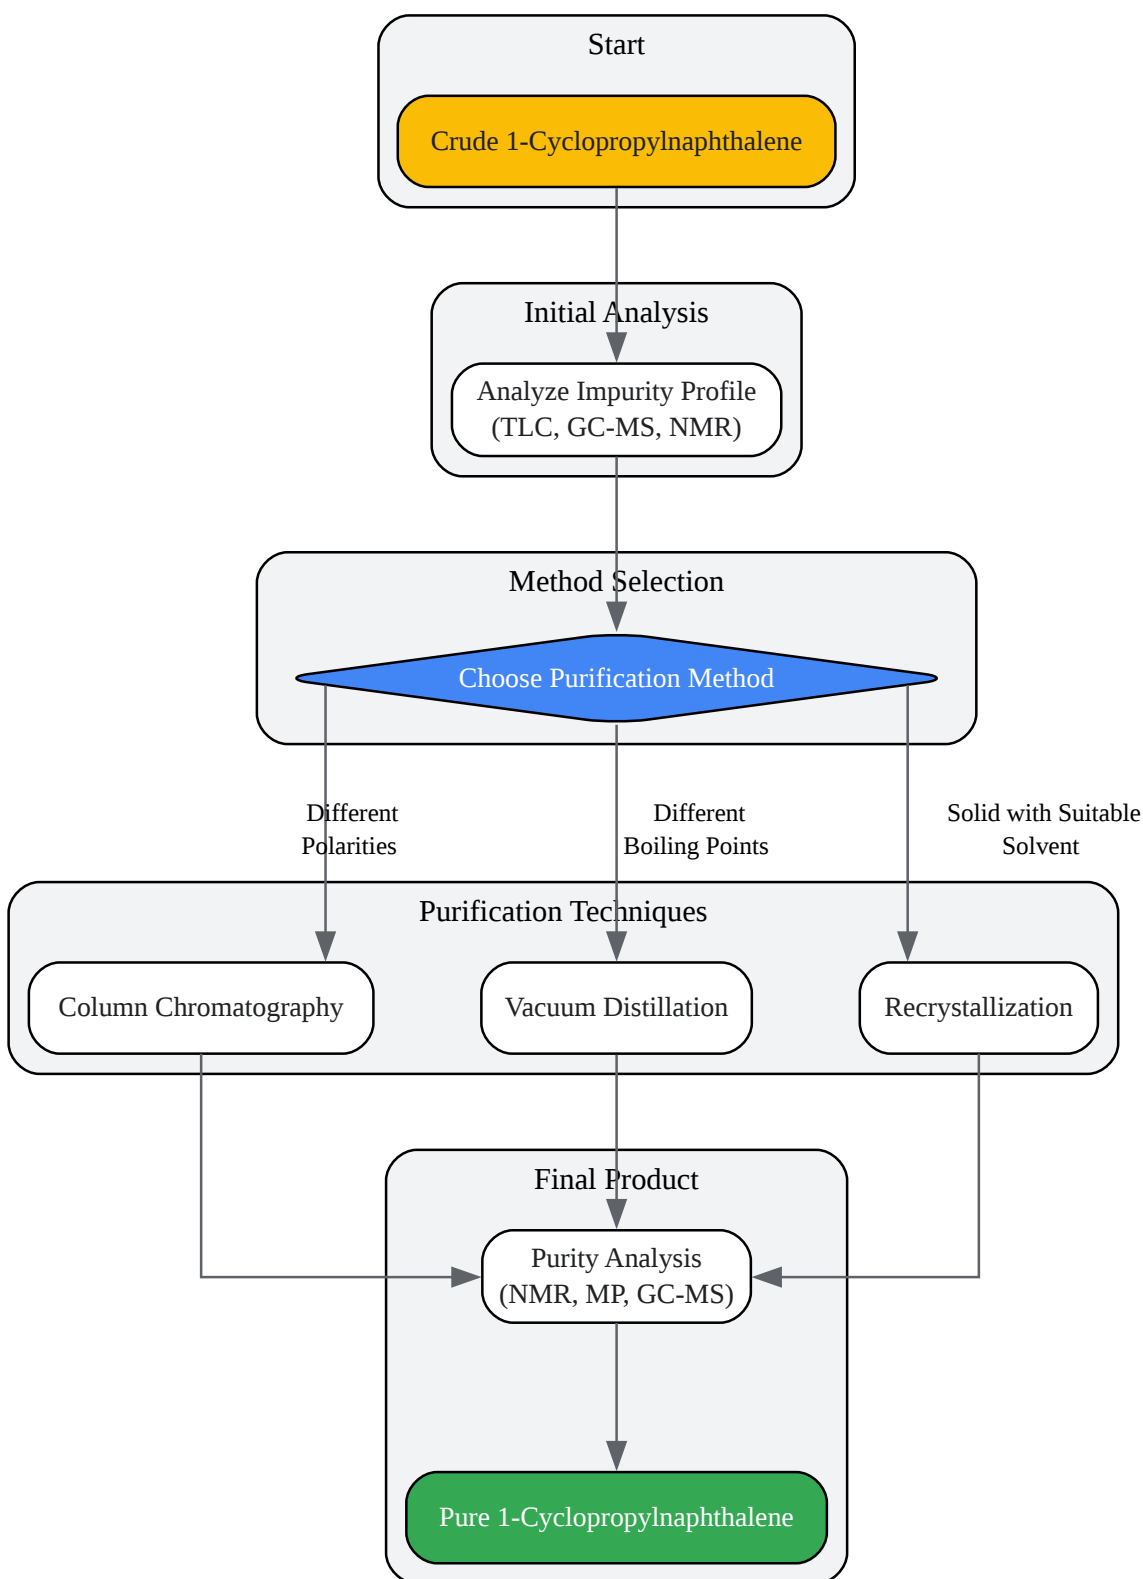 Start
Crude 1-Cyclopropylnaphthalene
Initial Analysis
Analyze Impurity Profile
(TLC, GC-MS, NMR)
Method Selection
Choose Purification Method
Different
Polarities
Different
Boiling Points
Solid with Suitable
Solvent
Purification Techniques
Column Chromatography
Vacuum Distillation
Recrystallization
Final Product
Purity Analysis
(NMR, MP, GC-MS)
Pure 1-Cyclopropylnaphthalene